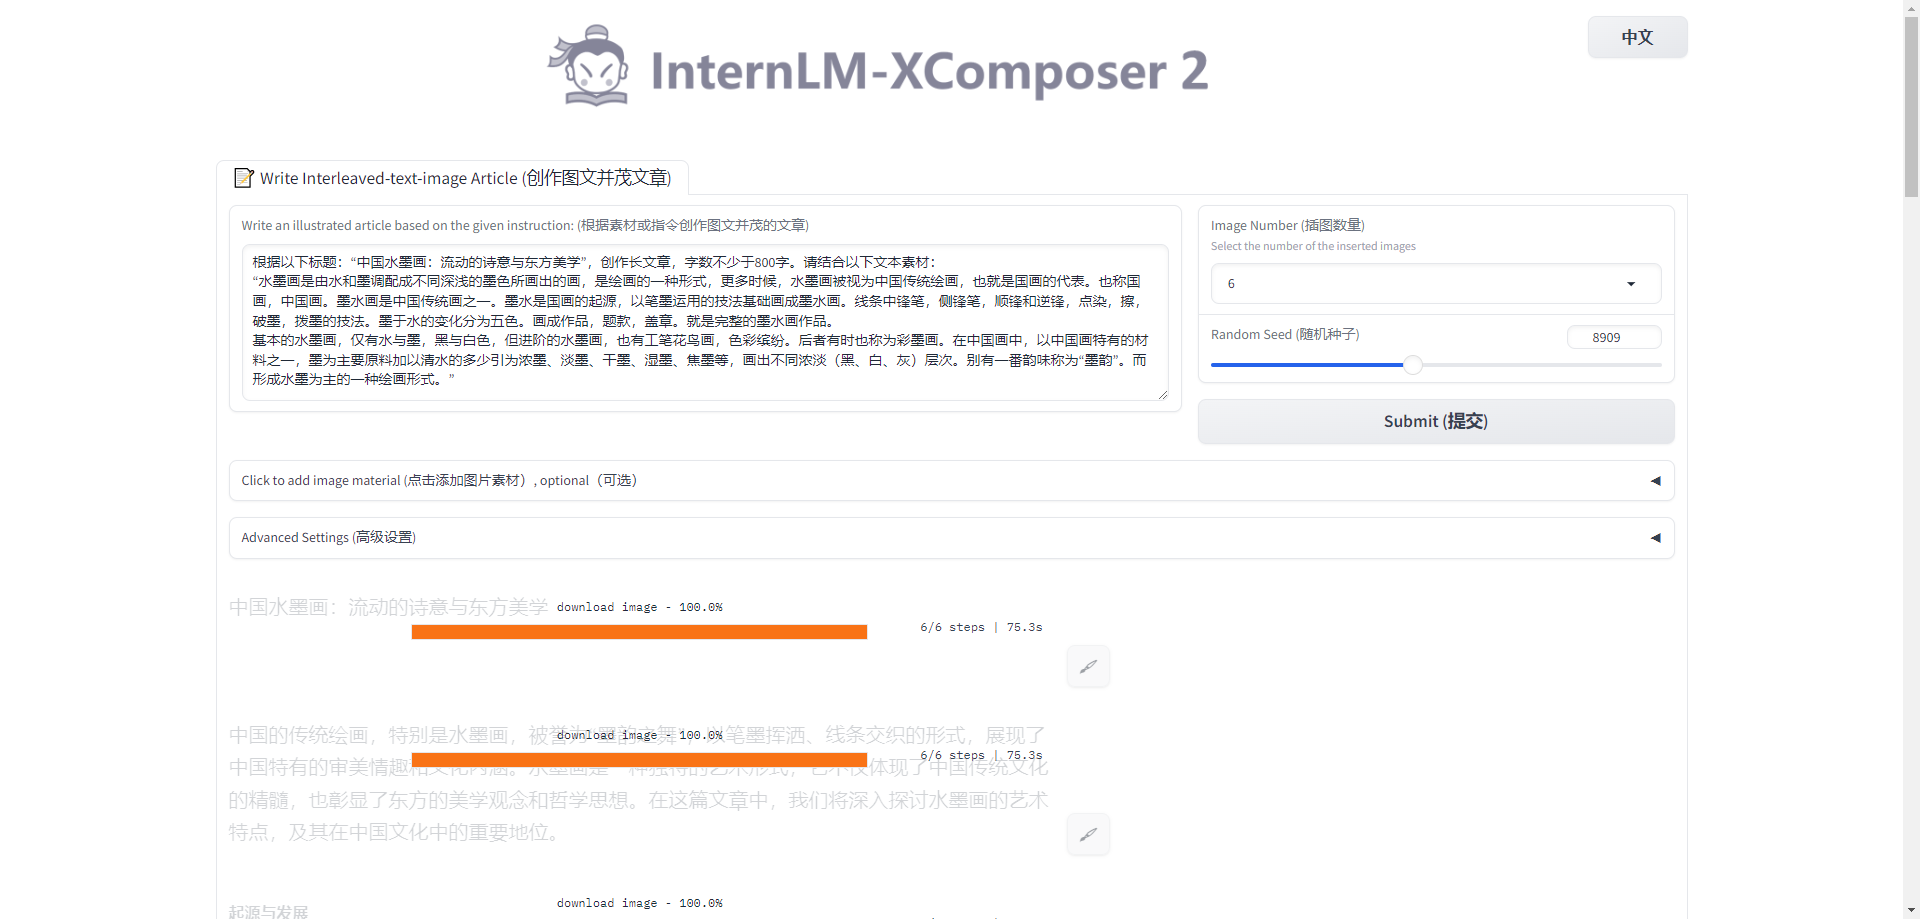 中文
InternLM-XComposer 2
Write Interleaved-text-image Article (创作图文并茂文章)
Write an illustrated article based on the given instruction: (根据素材或指令创作图文并茂的文章)
根据以下标题：“中国水墨画：流动的诗意与东方美学”，创作长文章，字数不少于800字。请结合以下文本素材：
“水墨画是由水和墨调配成不同深浅的墨色所画出的画，是绘画的一种形式，更多时候，水墨画被视为中国传统绘画，也就是国画的代表。也称国
画，中国画。墨水画是中国传统画之一。墨水是国画的起源，以笔墨运用的技法基础画成墨水画。线条中锋笔，侧锋笔，顺锋和逆锋，点染，擦，
破墨，拨墨的技法。墨于水的变化分为五色。画成作品，题款，盖章。就是完整的墨水画作品。
基本的水墨画，仅有水与墨，黑与白色，但进阶的水墨画，也有工笔花鸟画，色彩缤纷。后者有时也称为彩墨画。在中国画中，以中国画特有的材
料之一，墨为主要原料加以清水的多少引为浓墨、淡墨、干墨、湿墨、焦墨等，画出不同浓淡（黑、白、灰）层次。别有一番韵味称为“墨韵”。而
形成水墨为主的一种绘画形式。”
Image Number (插图数量)
Select the number of the inserted images
6
Random Seed (随机种子)
8909
Submit (提交)
Click to add image material (点击添加图片素材）, optional（可选）
Advanced Settings (高级设置)
中国水墨画：流动的诗意与东方美学
download image - 100.0%
6/6 steps | 75.3s
中国的传统绘画，特别是水墨画，被誉为“墨韵之舞”，以笔墨挥洒、线条交织的形式，展现了
download image - 100.0%
6/6 steps | 75.3s
中国特有的审美情趣和文化内涵。水墨画是一种独特的艺术形式，它不仅体现了中国传统文化
的精髓，也彰显了东方的美学观念和哲学思想。在这篇文章中，我们将深入探讨水墨画的艺术
特点，及其在中国文化中的重要地位。
download image - 100.0%
起源与发展